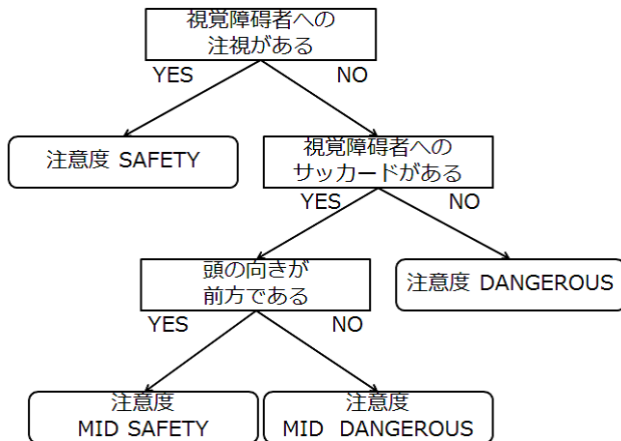 視覚障碍者への
注視がある
YES
NO
注意度 SAFETY
視覚障碍者への
サッカードがある
YES
NO
頭の向きが
前方である
注意度 DANGEROUS
YES
NO
注意度
MID SAFETY
注意度
MID DANGEROUS